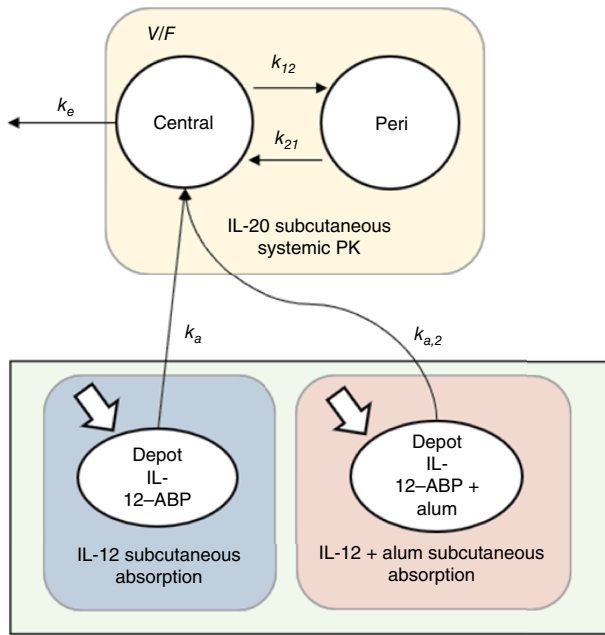 V/F
k12
ke
Central
Peri
k21
IL-20 subcutaneous
systemic PK
ka
ka,2
Depot
IL-
12–ABP
Depot
IL-
12–ABP +
alum
IL-12 subcutaneous
absorption
IL-12 + alum subcutaneous
absorption